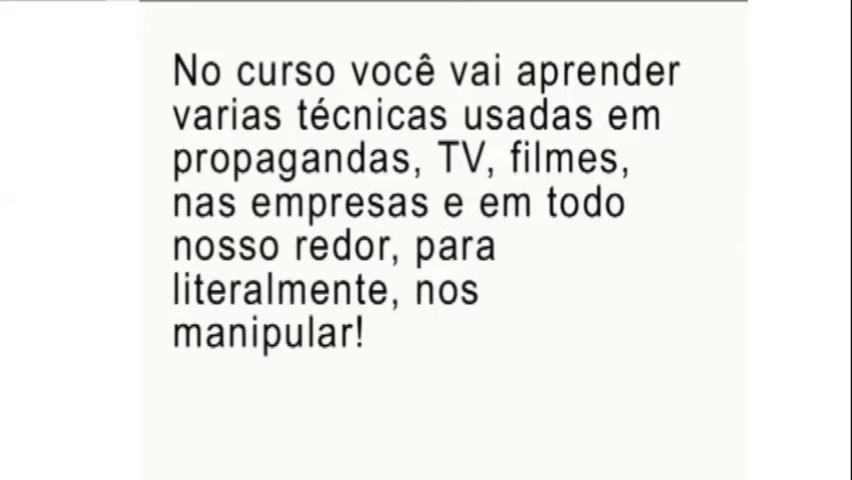 No curso você vai aprender
varias técnicas usadas em
propagandas, TV, filmes,
nas empresas e em todo
nosso redor, para
literalmente, nos
manipular!